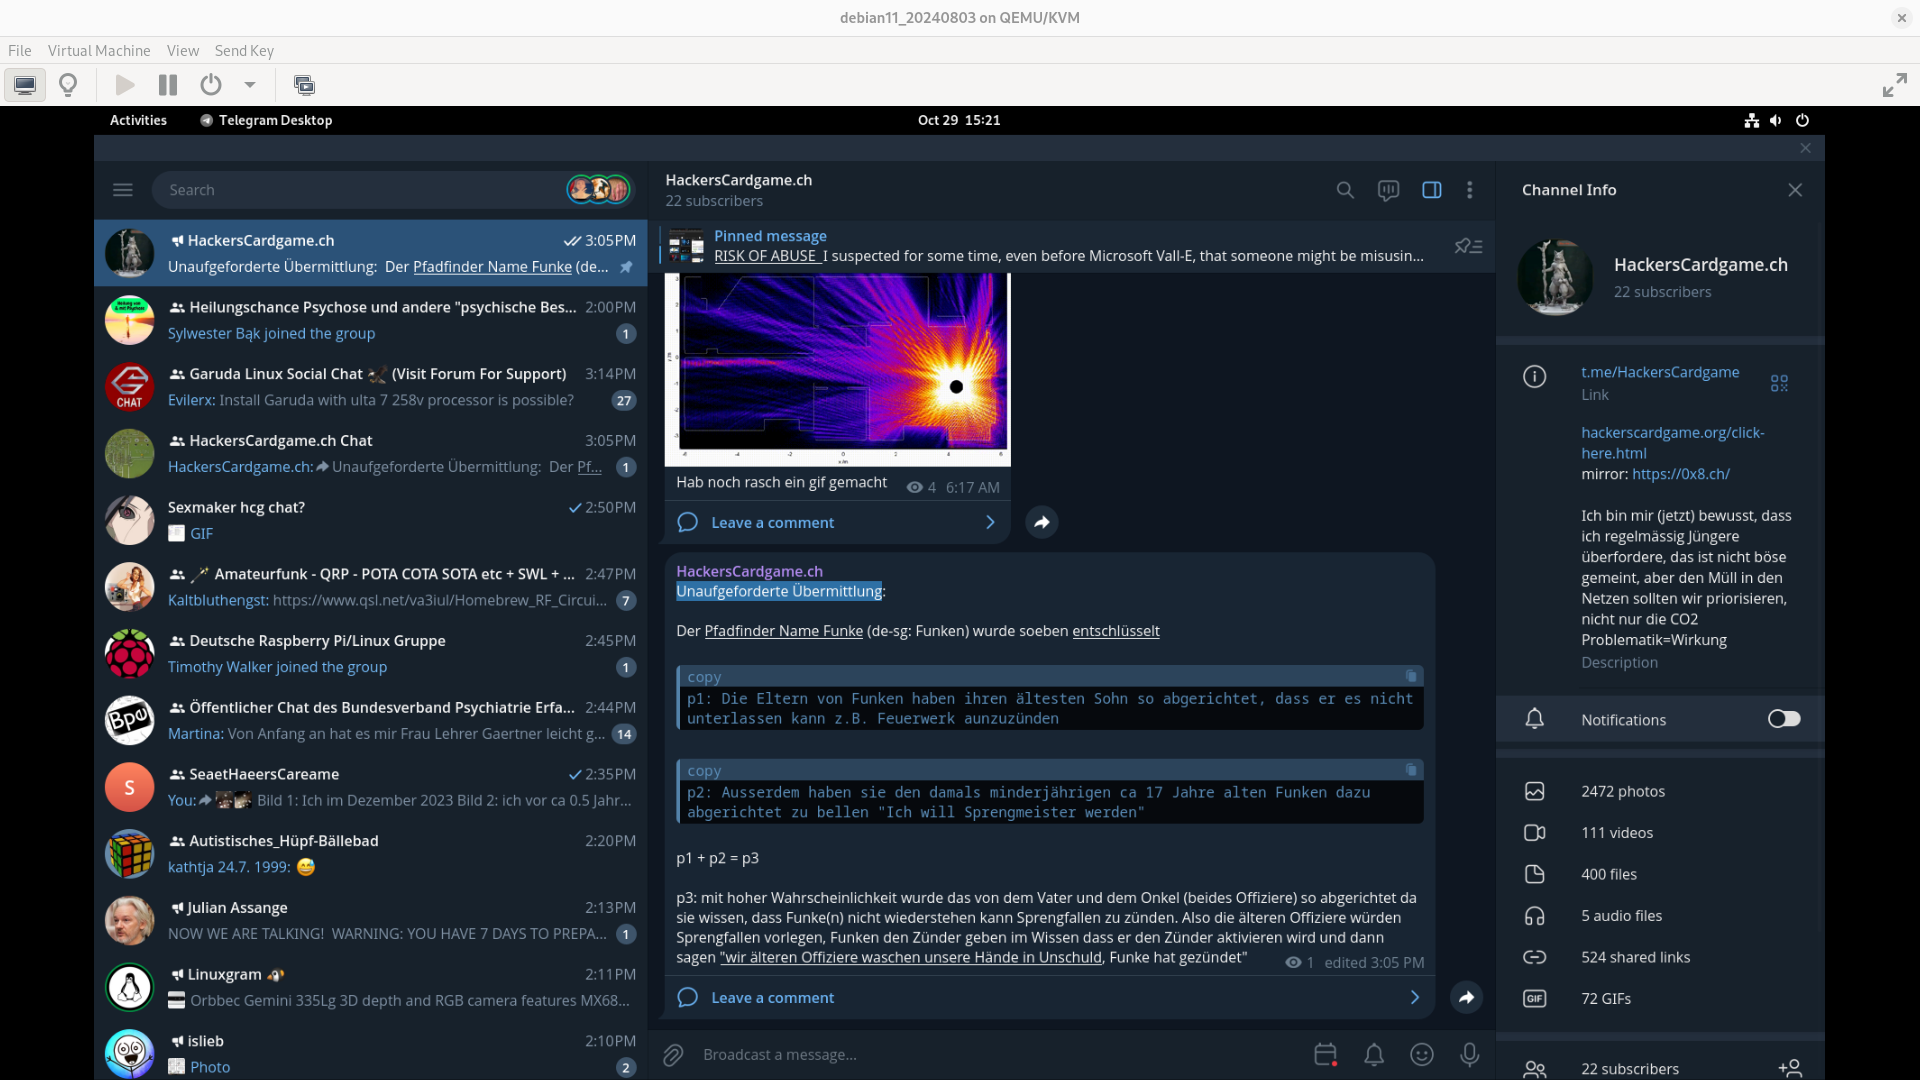 debian11_20240803 on QEMU/KVM
File Virtual Machine View Send Key
Activities Telegram Desktop Oct 29 15:21
Search
HackersCardgame.ch 3:05PM
Unaufgeforderte Übermittlung: Der Pfadfinder Name Funke (de...
Heilungschance Psychose und andere "psychische Bes... 2:00PM
Sylwester Bąk joined the group 1
Garuda Linux Social Chat (Visit Forum For Support) 3:14PM
CHAT
Evilerx: Install Garuda with ulta 7 258v processor is possible? 27
HackersCardgame.ch Chat 3:05PM
HackersCardgame.ch: Unaufgeforderte Übermittlung: Der Pf... 1
Sexmaker hcg chat? 2:50PM
GIF
Amateurfunk - QRP - POTA COTA SOTA etc + SWL + ... 2:47PM
Kaltbluthengst: https://www.qsl.net/va3iul/Homebrew_RF_Circui... 7
Deutsche Raspberry Pi/Linux Gruppe 2:45PM
Timothy Walker joined the group 1
Öffentlicher Chat des Bundesverband Psychiatrie Erfa... 2:44PM
Martina: Von Anfang an hat es mir Frau Lehrer Gaertner leicht g... 14
S
SeaetHaeersCareame 2:35PM
You: Bild 1: Ich im Dezember 2023 Bild 2: ich vor ca 0.5 Jahr...
Autistisches_Hüpf-Bällebad 2:20PM
kathtja 24.7. 1999: 😅
Julian Assange 2:13PM
NOW WE ARE TALKING! WARNING: YOU HAVE 7 DAYS TO PREPA... 1
Linuxgram 2:11PM
Orbbec Gemini 335Lg 3D depth and RGB camera features MX68...
islieb 2:10PM
Photo 2
HackersCardgame.ch
22 subscribers
Pinned message
RISK OF ABUSE I suspected for some time, even before Microsoft Vall-E, that someone might be misusin...
Hab noch rasch ein gif gemacht 4 6:17 AM
Leave a comment
HackersCardgame.ch
Unaufgeforderte Übermittlung:
Der Pfadfinder Name Funke (de-sg: Funken) wurde soeben entschlüsselt
copy
p1: Die Eltern von Funken haben ihren ältesten Sohn so abgerichtet, dass er es nicht
unterlassen kann z.B. Feuerwerk aunzuzünden
copy
p2: Ausserdem haben sie den damals minderjährigen ca 17 Jahre alten Funken dazu
abgerichtet zu bellen "Ich will Sprengmeister werden"
p1 + p2 = p3
p3: mit hoher Wahrscheinlichkeit wurde das von dem Vater und dem Onkel (beides Offiziere) so abgerichtet da
sie wissen, dass Funke(n) nicht wiederstehen kann Sprengfallen zu zünden. Also die älteren Offiziere würden
Sprengfallen vorlegen, Funken den Zünder geben im Wissen dass er den Zünder aktivieren wird und dann
sagen "wir älteren Offiziere waschen unsere Hände in Unschuld, Funke hat gezündet" 1 edited 3:05 PM
Leave a comment
Broadcast a message...
Channel Info
HackersCardgame.ch
22 subscribers
t.me/HackersCardgame
Link
hackerscardgame.org/click-
here.html
mirror: https://0x8.ch/
Ich bin mir (jetzt) bewusst, dass
ich regelmässig Jüngere
überfordere, das ist nicht böse
gemeint, aber den Müll in den
Netzen sollten wir priorisieren,
nicht nur die CO2
Problematik=Wirkung
Description
Notifications
2472 photos
111 videos
400 files
5 audio files
524 shared links
GIF 72 GIFs
22 subscribers